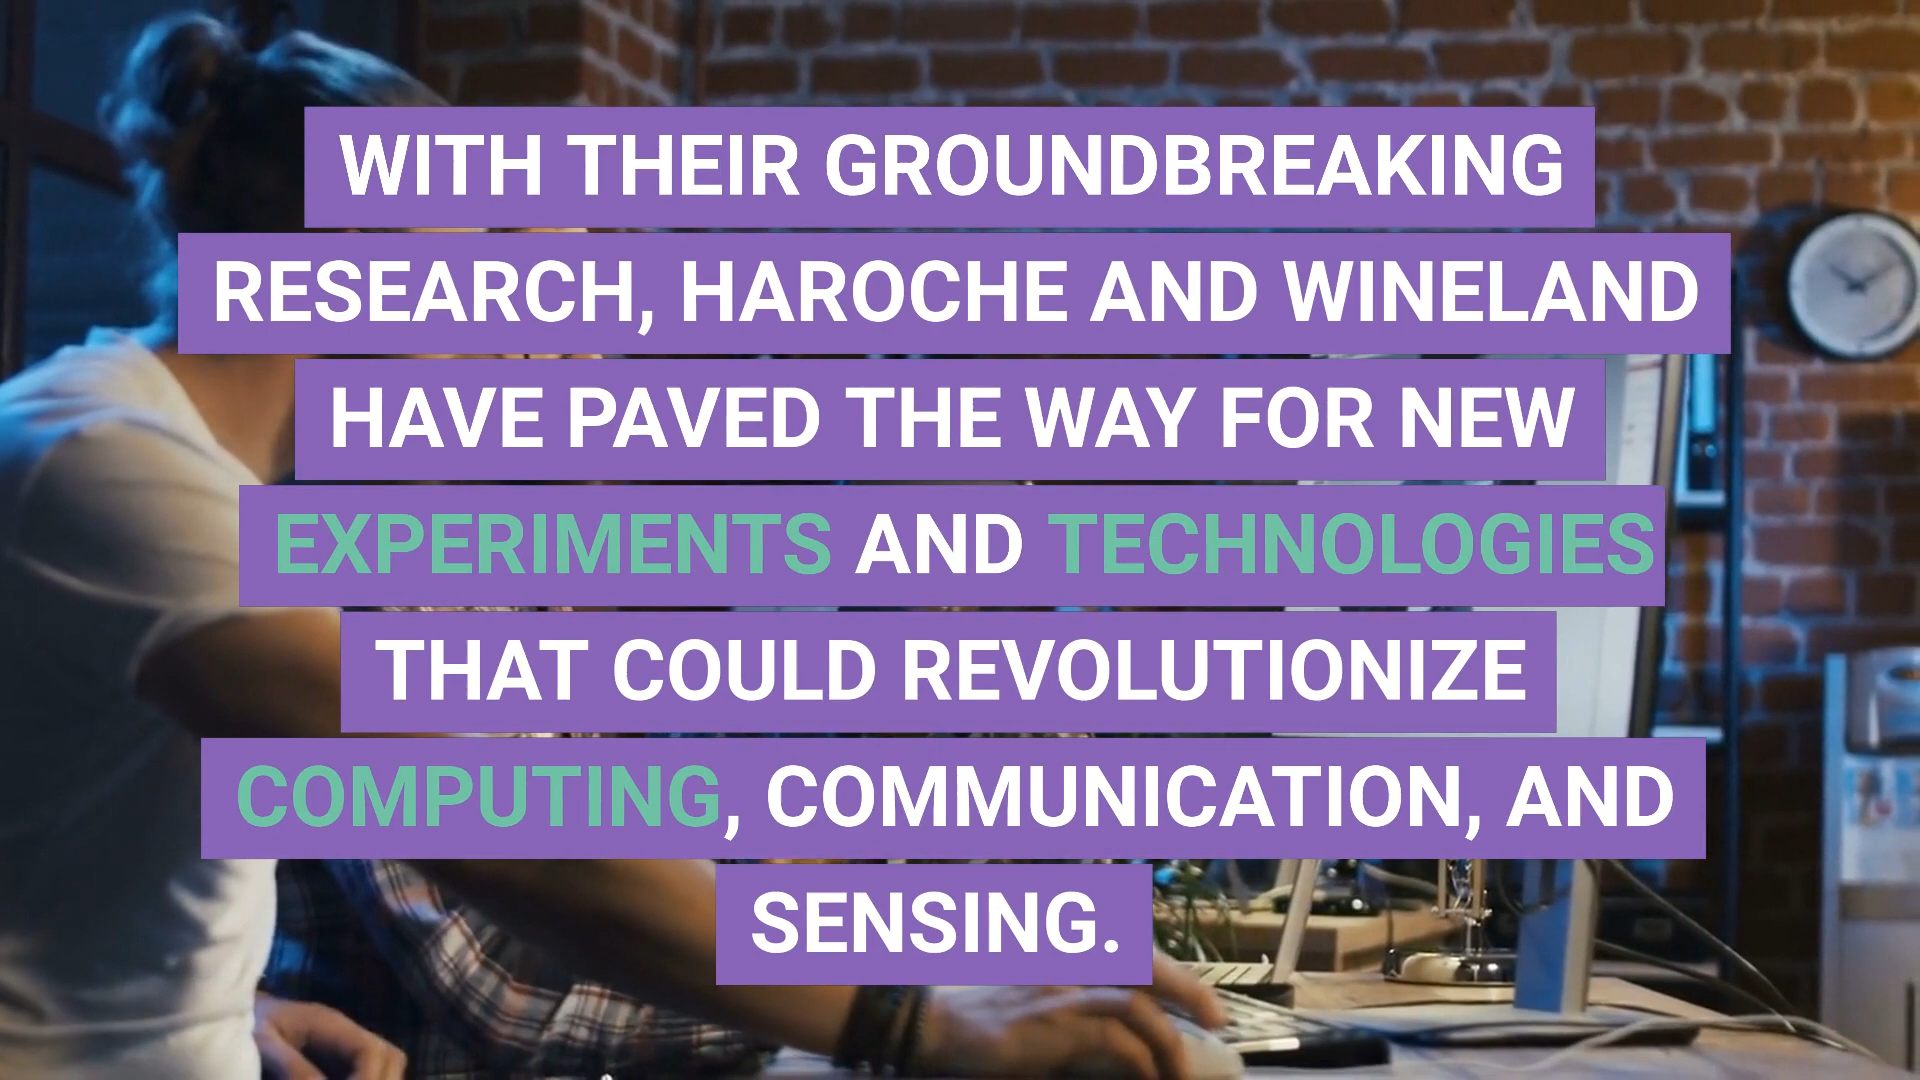 WITH THEIR GROUNDBREAKING
RESEARCH, HAROCHE AND WINELAND
HAVE PAVED THE WAY FOR NEW
EXPERIMENTS AND TECHNOLOGIES
THAT COULD REVOLUTIONIZE
COMPUTING, COMMUNICATION, AND
SENSING.